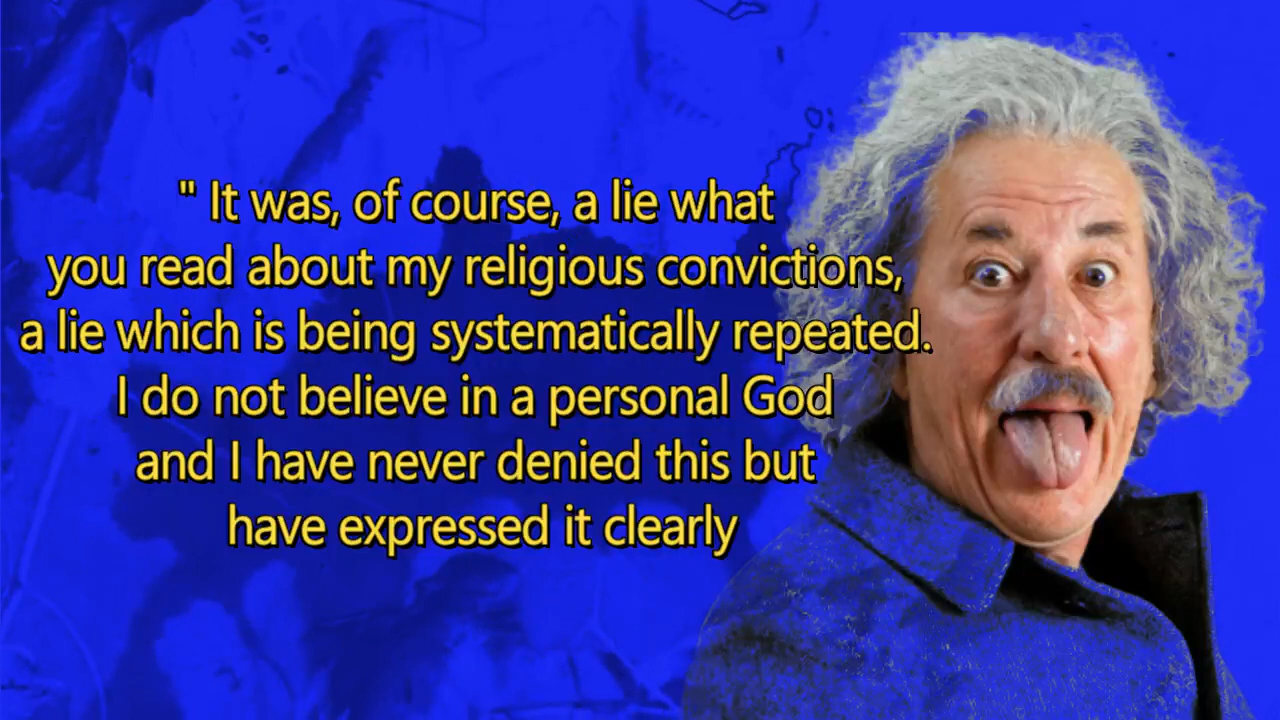 " It was, of course, a lie what
you read about my religious convictions,
a lie which is being systematically repeated.
I do not believe in a personal God
and I have never denied this but
have expressed it clearly